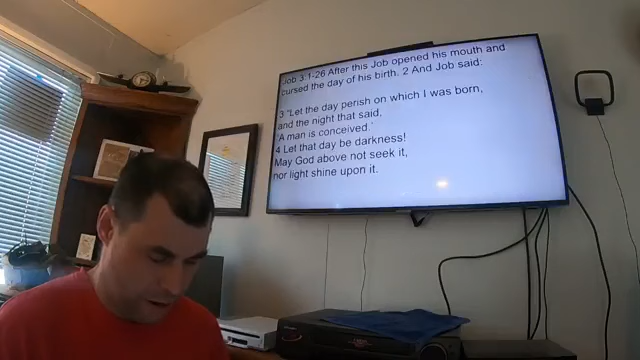 Job 3:1-26 After this Job opened his mouth and
cursed the day of his birth. 2 And Job said:
3 "Let the day perish on which I was born,
and the night that said,
'A man is conceived.'
4 Let that day be darkness!
May God above not seek it,
nor light shine upon it.